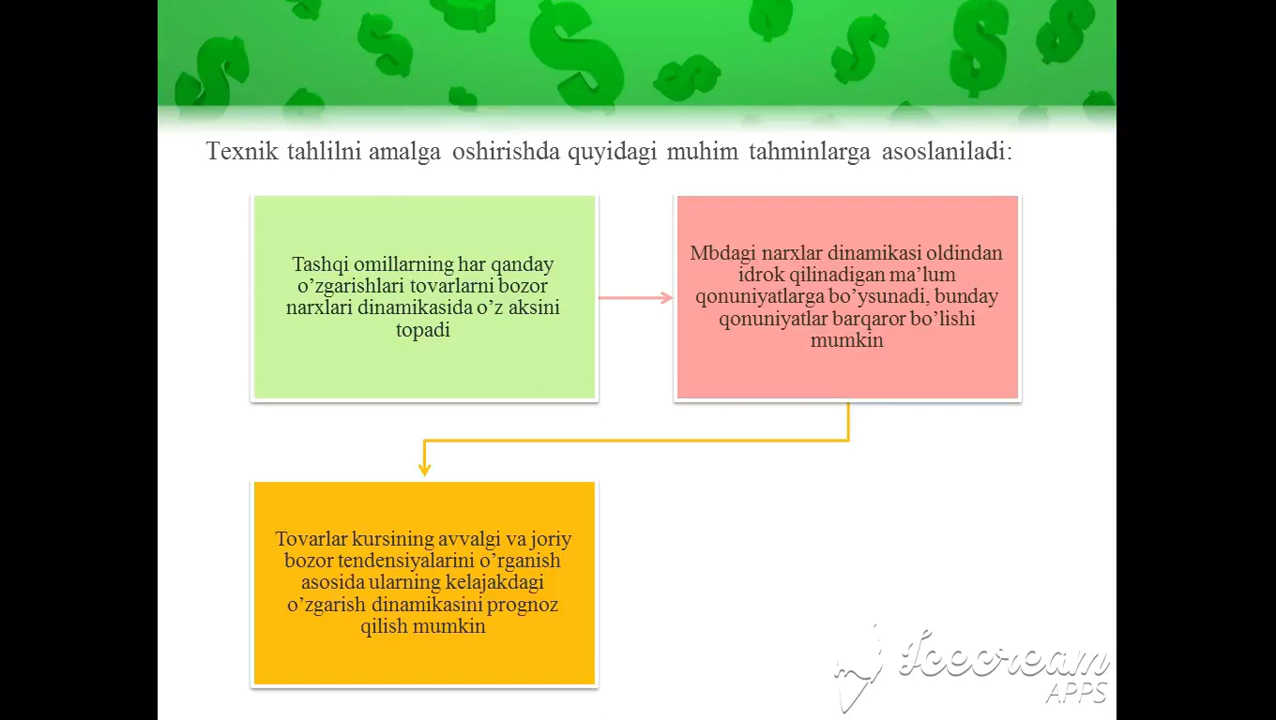 Texnik tahlilni amalga oshirishda quyidagi muhim tahminlarga asoslaniladi:
Tashqi omillarning har qanday
o’zgarishlari tovarlarni bozor
narxlari dinamikasida o’z aksini
topadi
Mbdagi narxlar dinamikasi oldindan
idrok qilinadigan ma’lum
qonuniyatlarga bo’ysunadi, bunday
qonuniyatlar barqaror bo’lishi
mumkin
Tovarlar kursining avvalgi va joriy
bozor tendensiyalarini o’rganish
asosida ularning kelajakdagi
o’zgarish dinamikasini prognoz
qilish mumkin
Icecream
APPS